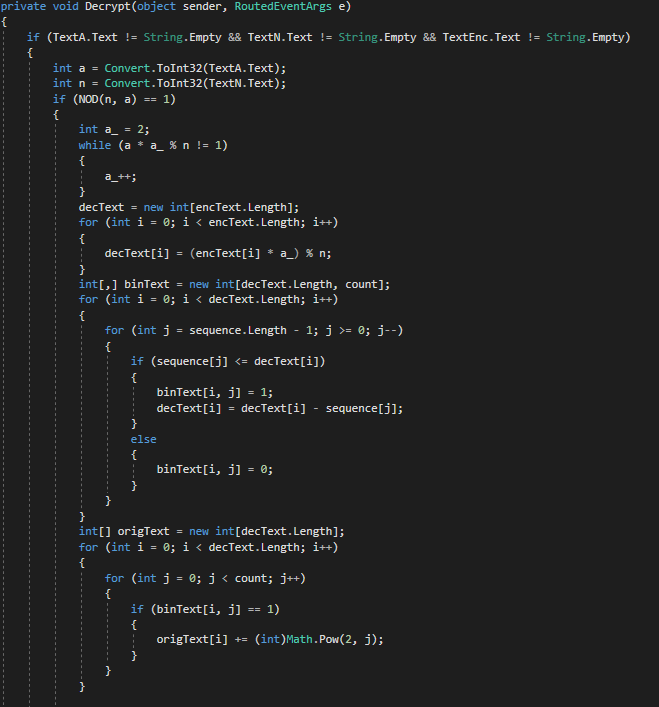 private void Decrypt(object sender, RoutedEventArgs e)
{
if (TextA.Text != String.Empty && TextN.Text != String.Empty && TextEnc.Text != String.Empty)
{
int a = Convert.ToInt32(TextA.Text);
int n = Convert.ToInt32(TextN.Text);
if (NOD(n, a) == 1)
{
int a_ = 2;
while (a * a_ % n != 1)
{
a_++;
}
decText = new int[encText.Length];
for (int i = 0; i < encText.Length; i++)
{
decText[i] = (encText[i] * a_) % n;
}
int[,] binText = new int[decText.Length, count];
for (int i = 0; i < decText.Length; i++)
{
for (int j = sequence.Length - 1; j >= 0; j--)
{
if (sequence[j] <= decText[i])
{
binText[i, j] = 1;
decText[i] = decText[i] - sequence[j];
}
else
{
binText[i, j] = 0;
}
}
}
int[] origText = new int[decText.Length];
for (int i = 0; i < decText.Length; i++)
{
for (int j = 0; j < count; j++)
{
if (binText[i, j] == 1)
{
origText[i] += (int)Math.Pow(2, j);
}
}
}